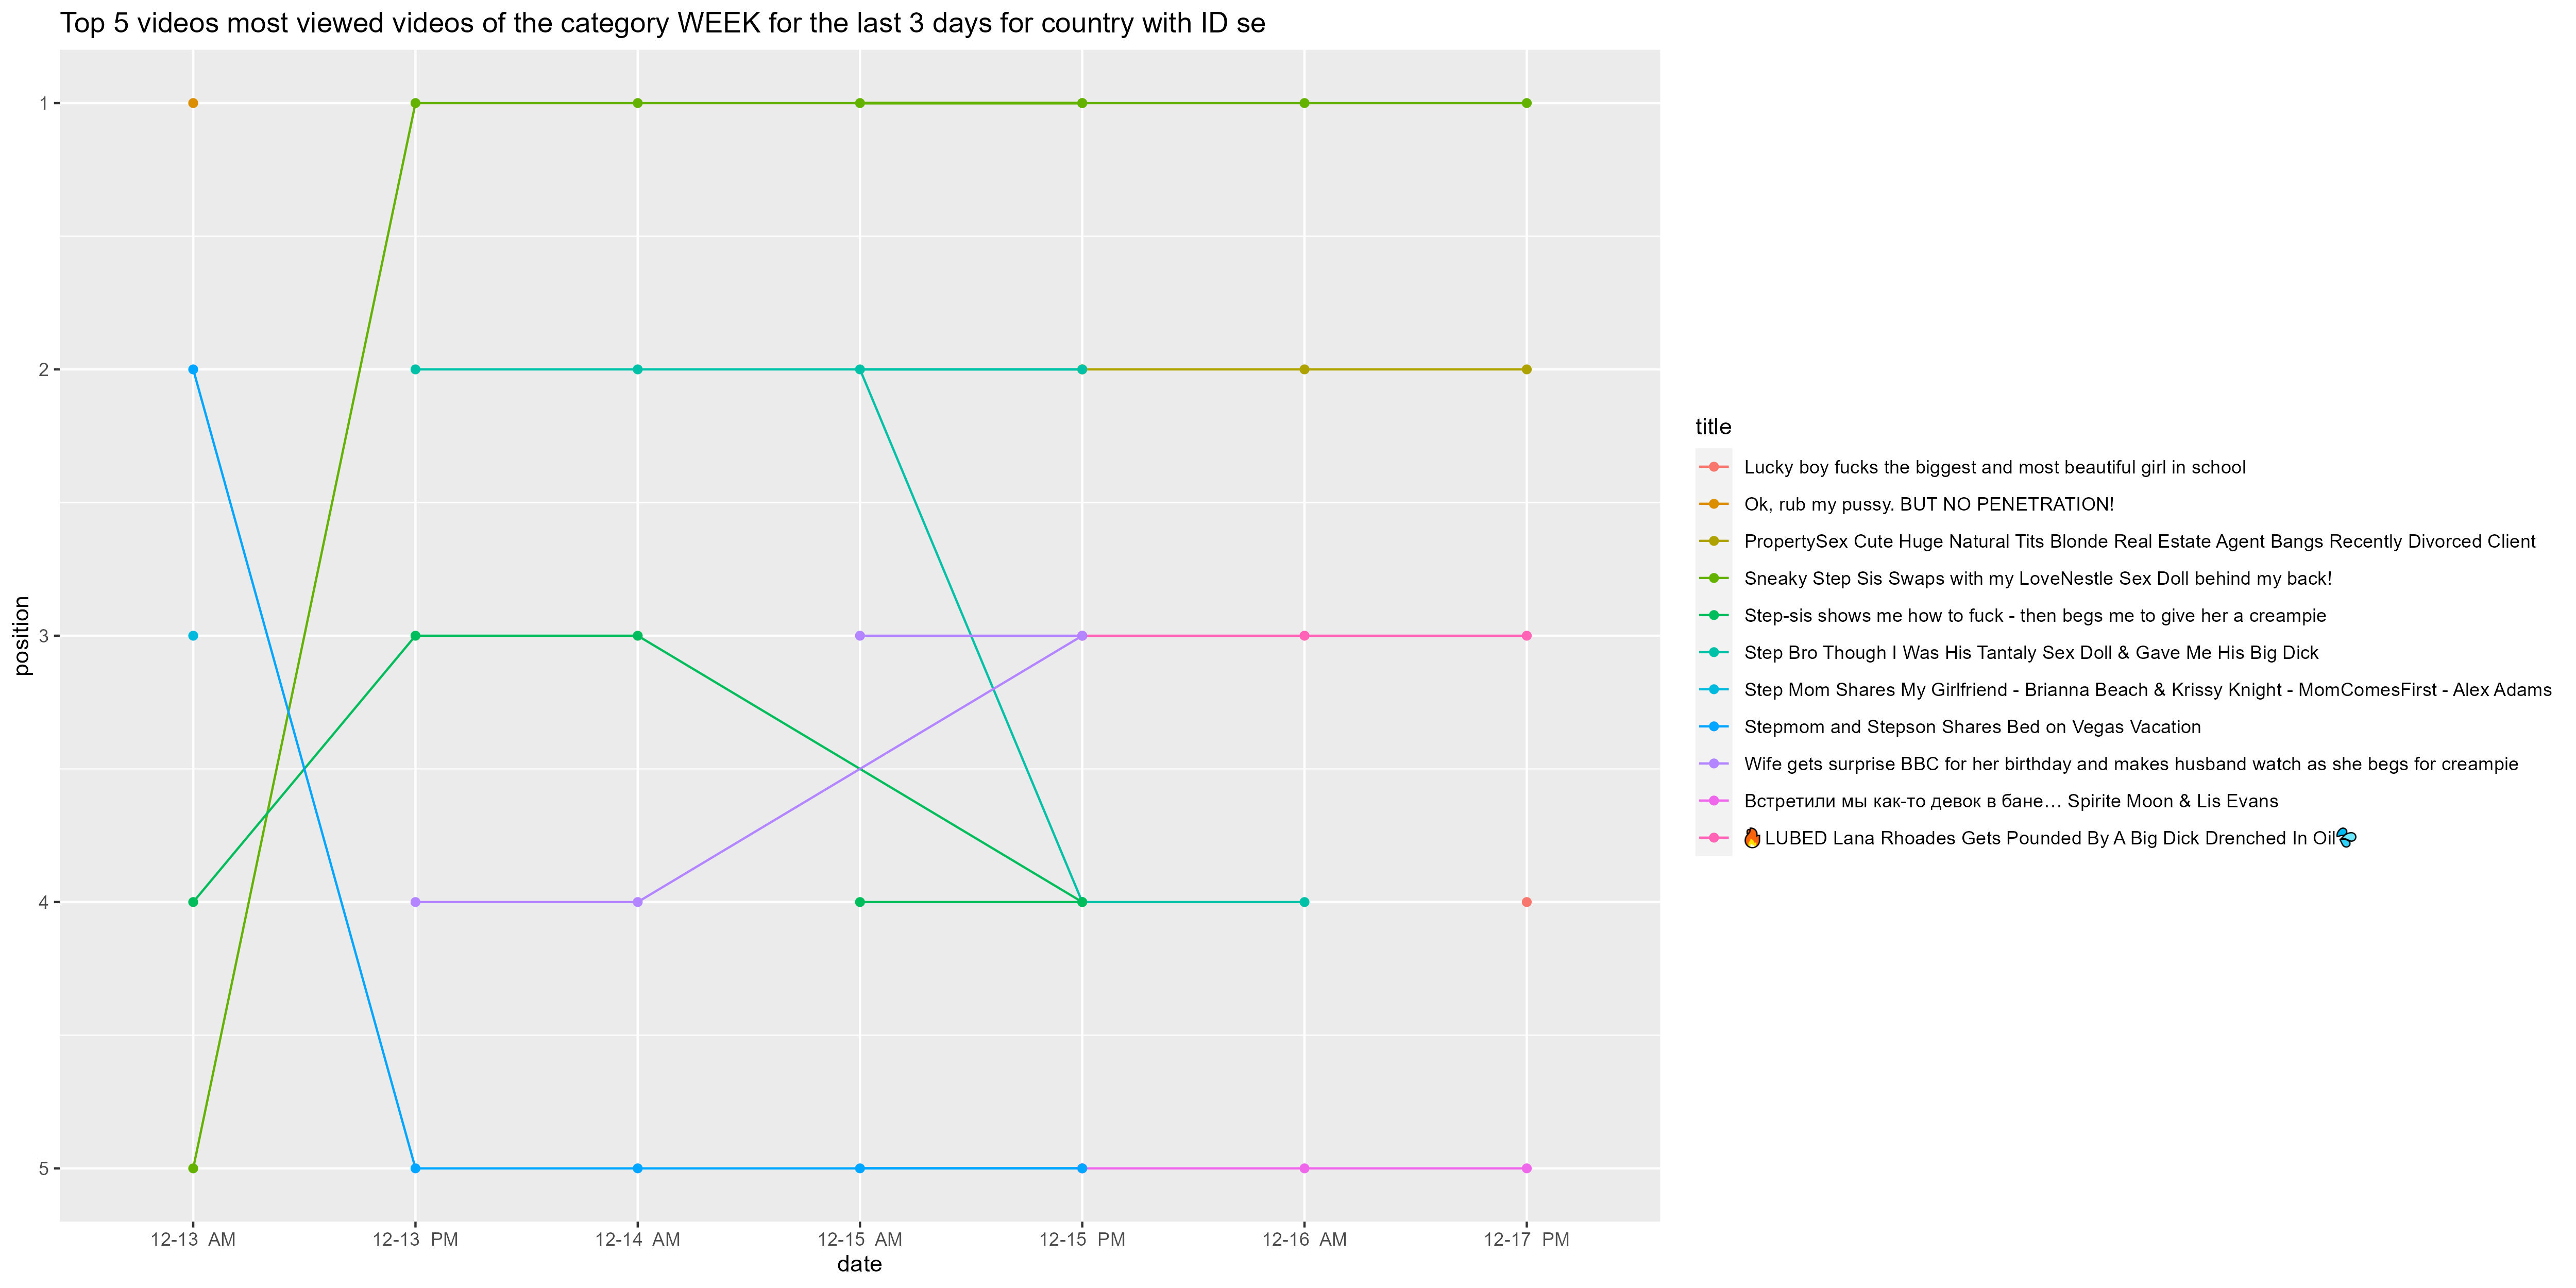 Top 5 videos most viewed videos of the category WEEK for the last 3 days for country with ID se
position
1
2
3
4
5
12-13 AM
12-13 PM
12-14 AM
12-15 AM
12-15 PM
12-16 AM
12-17 PM
date
title
Lucky boy fucks the biggest and most beautiful girl in school
Ok, rub my pussy. BUT NO PENETRATION!
PropertySex Cute Huge Natural Tits Blonde Real Estate Agent Bangs Recently Divorced Client
Sneaky Step Sis Swaps with my LoveNestle Sex Doll behind my back!
Step-sis shows me how to fuck - then begs me to give her a creampie
Step Bro Though I Was His Tantaly Sex Doll & Gave Me His Big Dick
Step Mom Shares My Girlfriend - Brianna Beach & Krissy Knight - MomComesFirst - Alex Adams
Stepmom and Stepson Shares Bed on Vegas Vacation
Wife gets surprise BBC for her birthday and makes husband watch as she begs for creampie
Встретили мы как-то девок в бане… Spirite Moon & Lis Evans
🔥LUBED Lana Rhoades Gets Pounded By A Big Dick Drenched In Oil💦